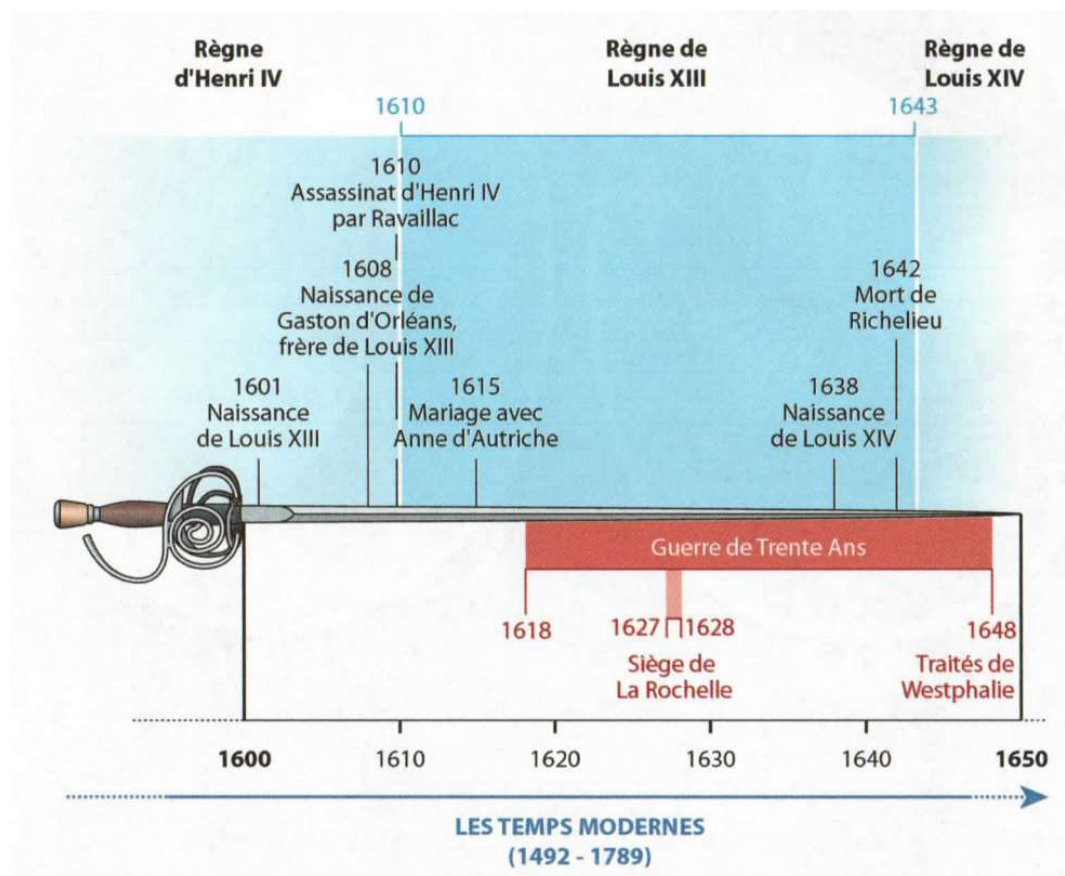 Règne
d'Henri IV
Règne de
Louis XIII
Règne de
Louis XIV
1610
1643
1610
Assassinat d'Henri IV
par Ravaillac
1608
Naissance de
Gaston d'Orléans,
frère de Louis XIII
1642
Mort de
Richelieu
1601
Naissance
de Louis XIII
1615
Mariage avec
Anne d'Autriche
1638
Naissance
de Louis XIV
Guerre de Trente Ans
1618
1627
1628
1648
Siège de
La Rochelle
Traités de
Westphalie
1600
1610
1620
1630
1640
1650
LES TEMPS MODERNES
(1492 - 1789)